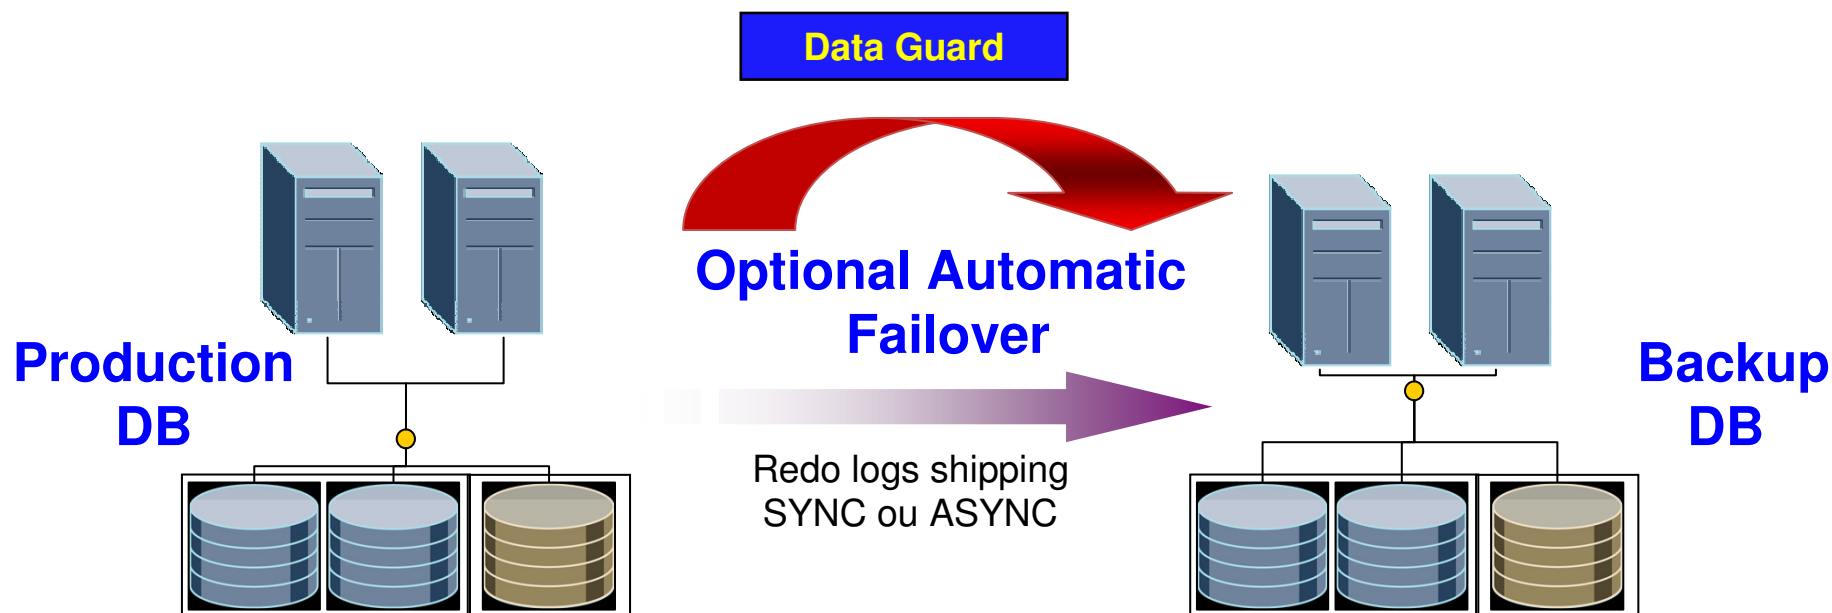 Data Guard
Optional Automatic
Failover
Production
DB
Backup
DB
Redo logs shipping
SYNC ou ASYNC